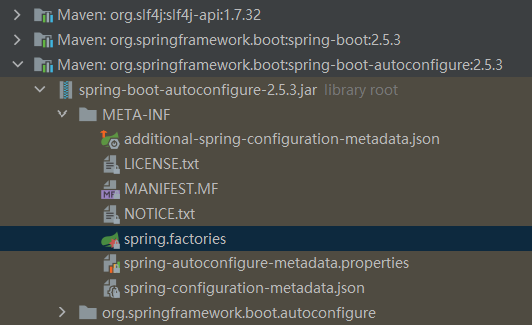 Maven: org.slf4j:slf4j-api:1.7.32
Maven: org.springframework.boot:spring-boot:2.5.3
Maven: org.springframework.boot:spring-boot-autoconfigure:2.5.3
spring-boot-autoconfigure-2.5.3.jar library root
META-INF
additional-spring-configuration-metadata.json
LICENSE.txt
MF MANIFEST.MF
NOTICE.txt
spring.factories
spring-autoconfigure-metadata.properties
spring-configuration-metadata.json
org.springframework.boot.autoconfigure